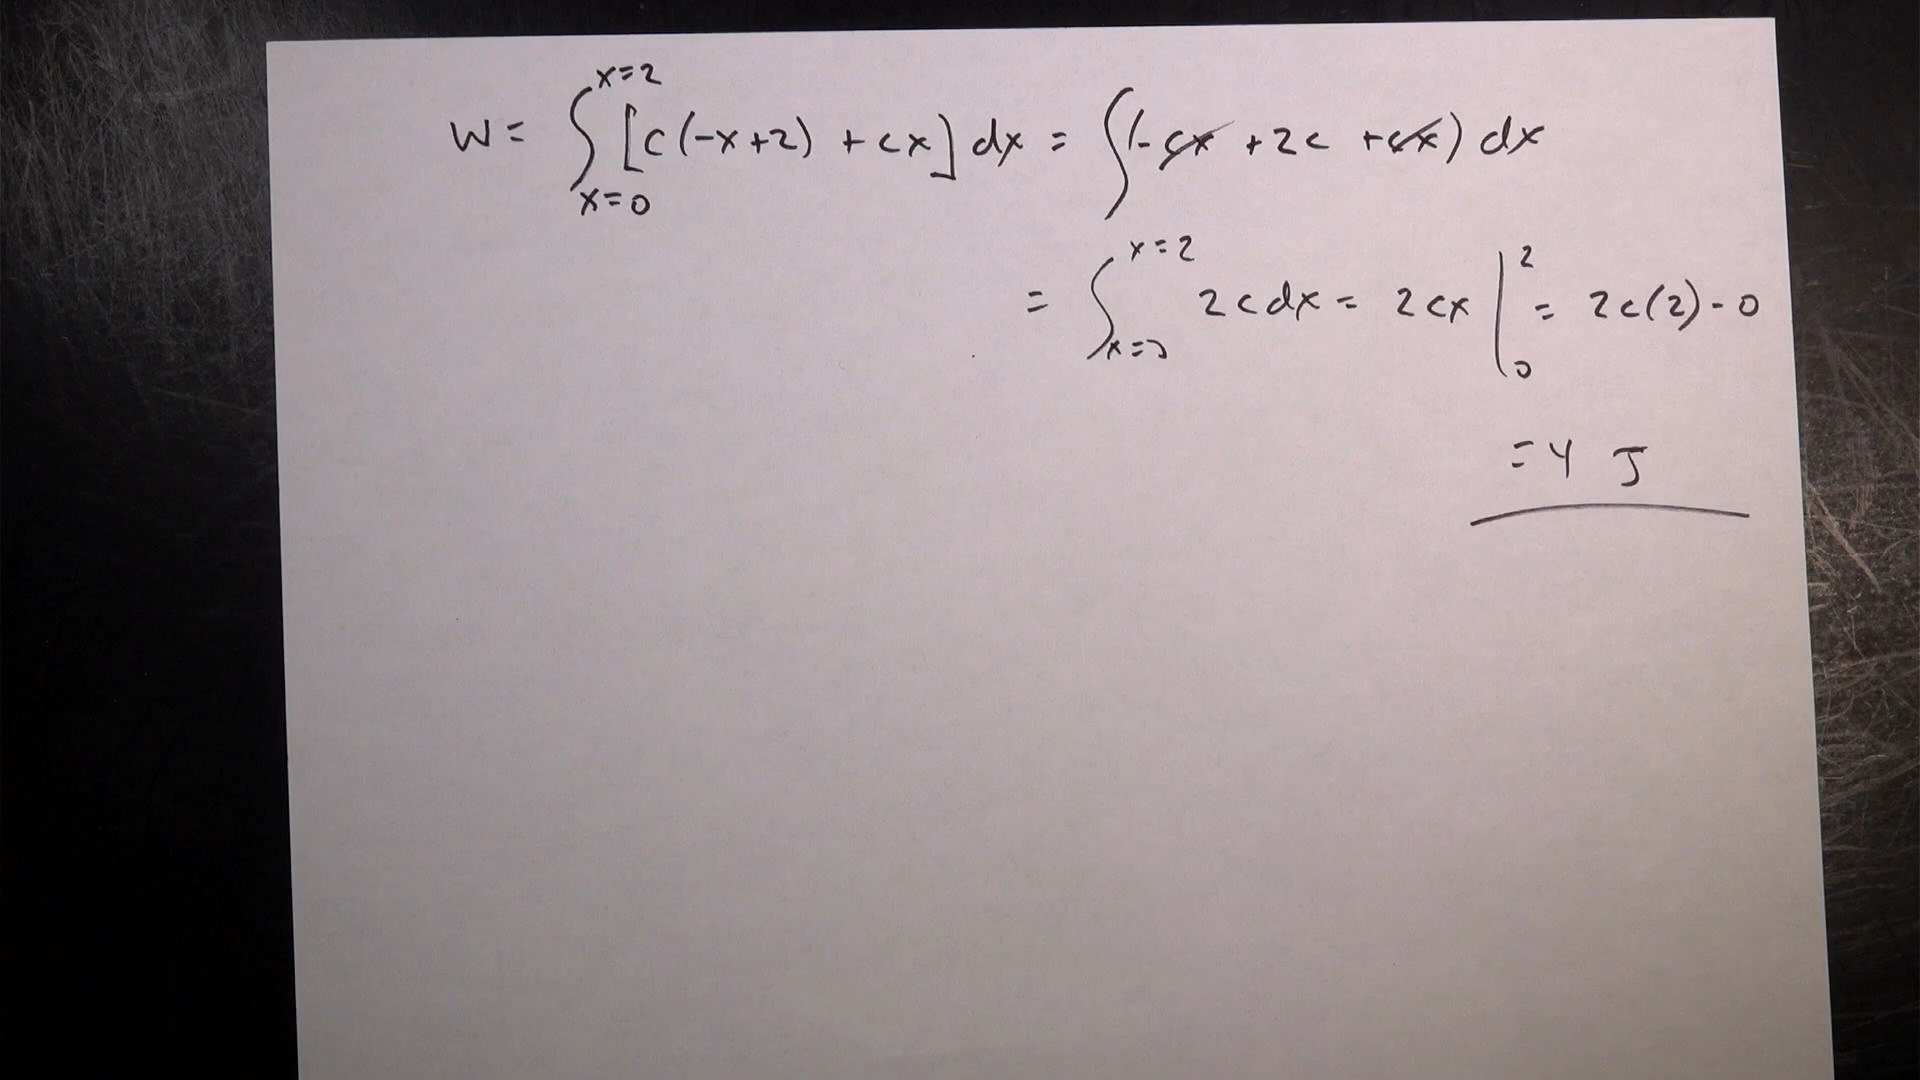 W = ∫_{x=0}^{x=2} [c(-x+2) + cx] dx = ∫(-cx + 2c + cx) dx
= ∫_{x=0}^{x=2} 2c dx = 2cx |_0^2 = 2c(2) - 0
= 4 J